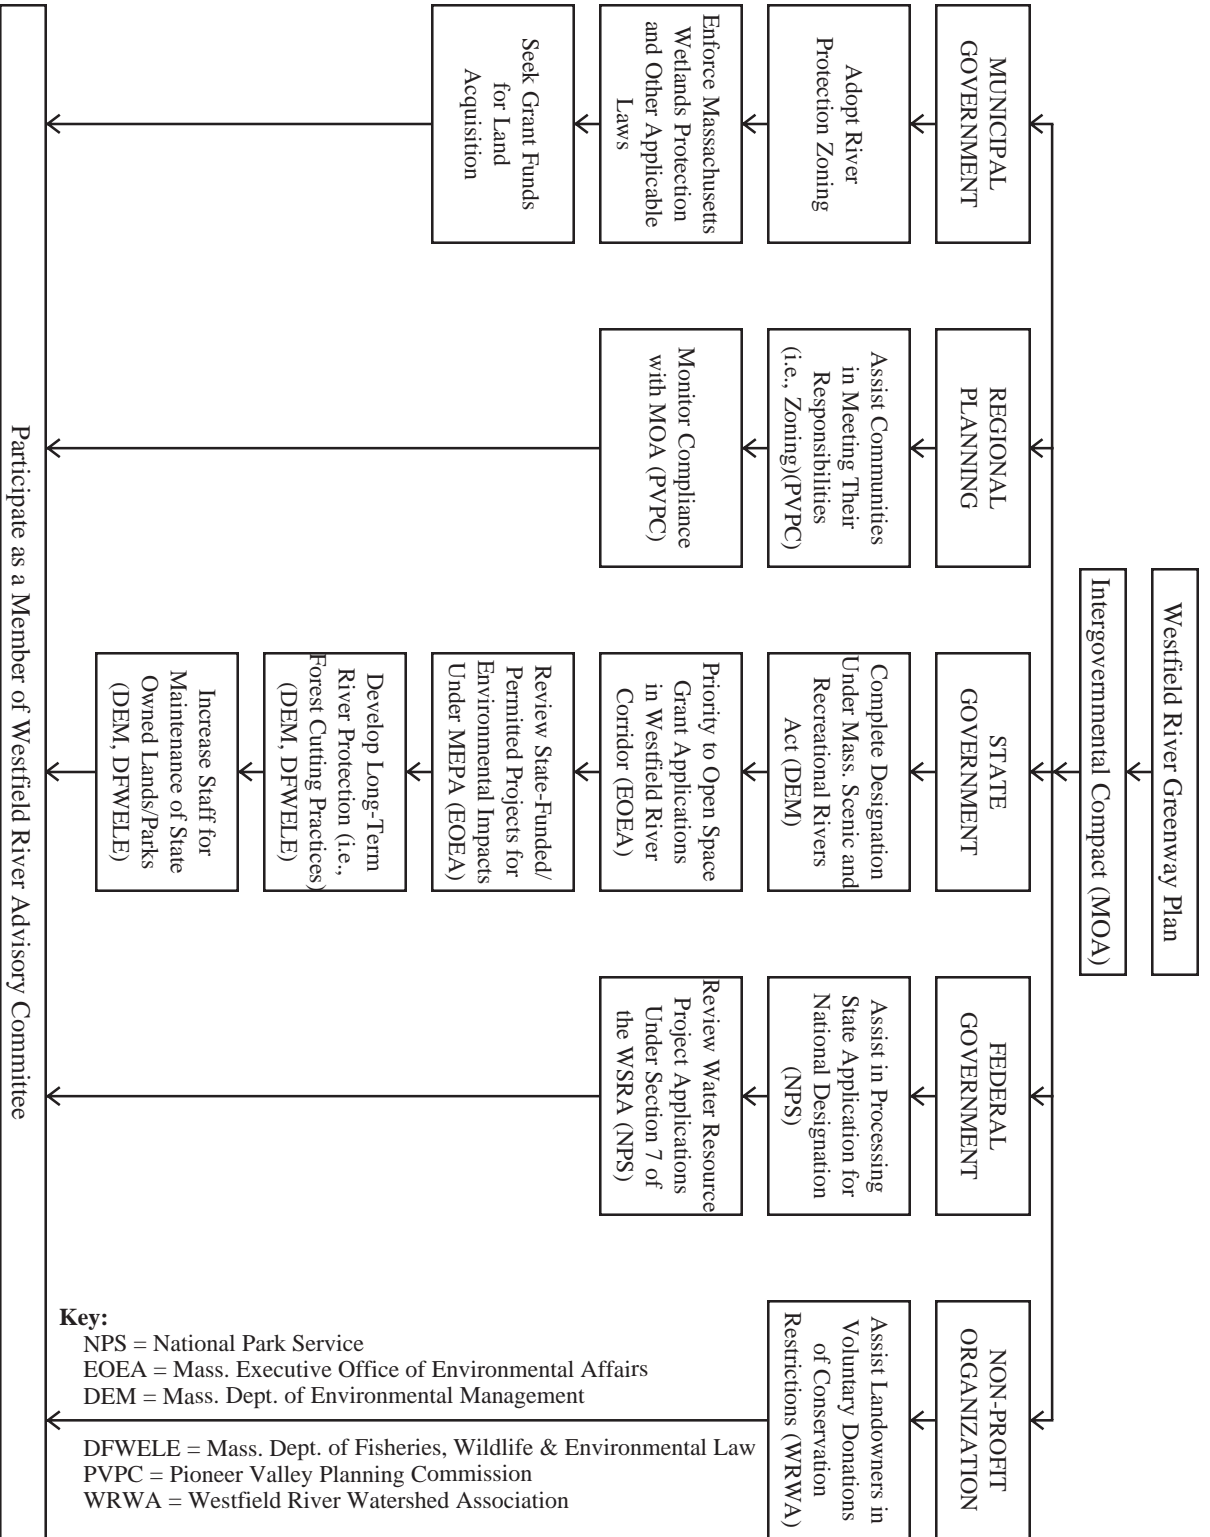 Westfield River Greenway Plan
Intergovernmental Compact (MOA)
MUNICIPAL
GOVERNMENT
Adopt River
Protection Zoning
Enforce Massachusetts
Wetlands Protection
and Other Applicable
Laws
Seek Grant Funds
for Land
Acquisition
REGIONAL
PLANNING
Assist Communities
in Meeting Their
Responsibilities
(i.e., Zoning)(PVPC)
Monitor Compliance
with MOA (PVPC)
STATE
GOVERNMENT
Complete Designation
Under Mass. Scenic and
Recreational Rivers
Act (DEM)
Priority to Open Space
Grant Applications
in Westfield River
Corridor (EOEA)
Review State-Funded/
Permitted Projects for
Environmental Impacts
Under MEPA (EOEA)
Develop Long-Term
River Protection (i.e.,
Forest Cutting Practices)
(DEM, DFWELE)
Increase Staff for
Maintenance of State
Owned Lands/Parks
(DEM, DFWELE)
FEDERAL
GOVERNMENT
Assist in Processing
State Application for
National Designation
(NPS)
Review Water Resource
Project Applications
Under Section 7 of
the WSRA (NPS)
NON-PROFIT
ORGANIZATION
Assist Landowners in
Voluntary Donations
of Conservation
Restrictions (WRWA)
Participate as a Member of Westfield River Advisory Committee
Key:
NPS = National Park Service
EOEA = Mass. Executive Office of Environmental Affairs
DEM = Mass. Dept. of Environmental Management
DFWELE = Mass. Dept. of Fisheries, Wildlife & Environmental Law
PVPC = Pioneer Valley Planning Commission
WRWA = Westfield River Watershed Association